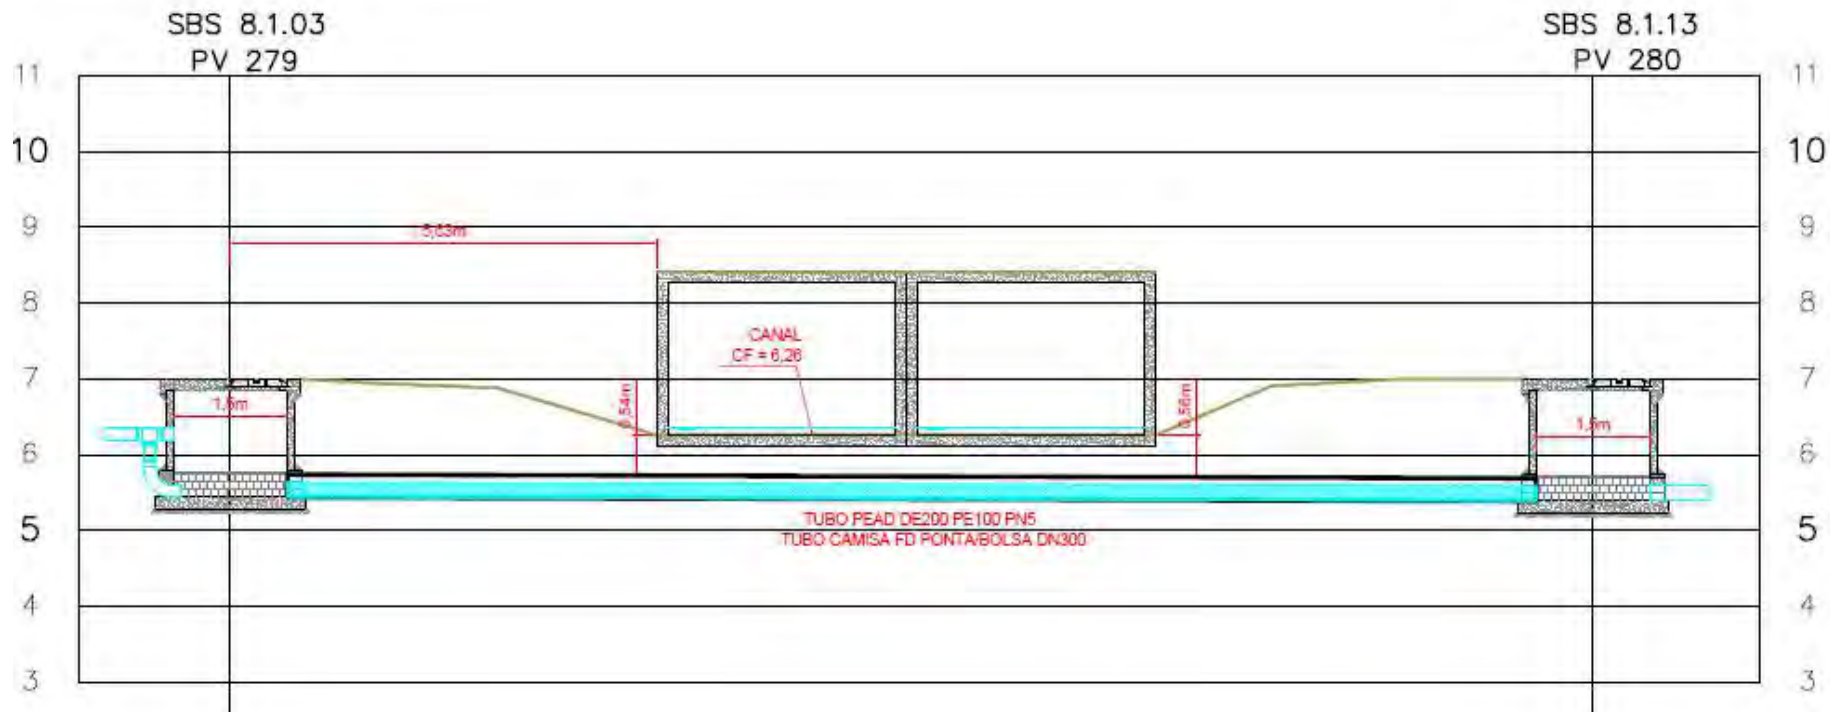 SBS 8.1.03
PV 279
SBS 8.1.13
PV 280
11
11
10
10
9
9
5,63m
8
8
CANAL
CF = 6,26
7
7
1,5m
0,54m
0,56m
1,5m
6
6
TUBO PEAD DE200 PE100 PN5
5
5
TUBO CAMISA FD PONTA/BOLSA DN300
4
4
3
3